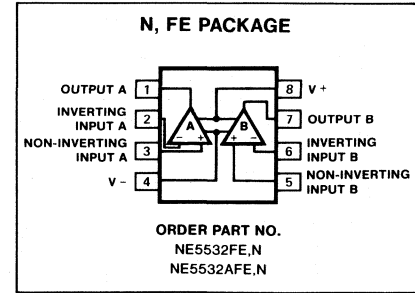 N, FE PACKAGE
OUTPUT A 1
INVERTING
INPUT A
2
NON-INVERTING
INPUT A
3
V - 4
A
- +
B
+ -
8 V +
7 OUTPUT B
6 INVERTING
INPUT B
5 NON-INVERTING
INPUT B
ORDER PART NO.
NE5532FE,N
NE5532AFE,N